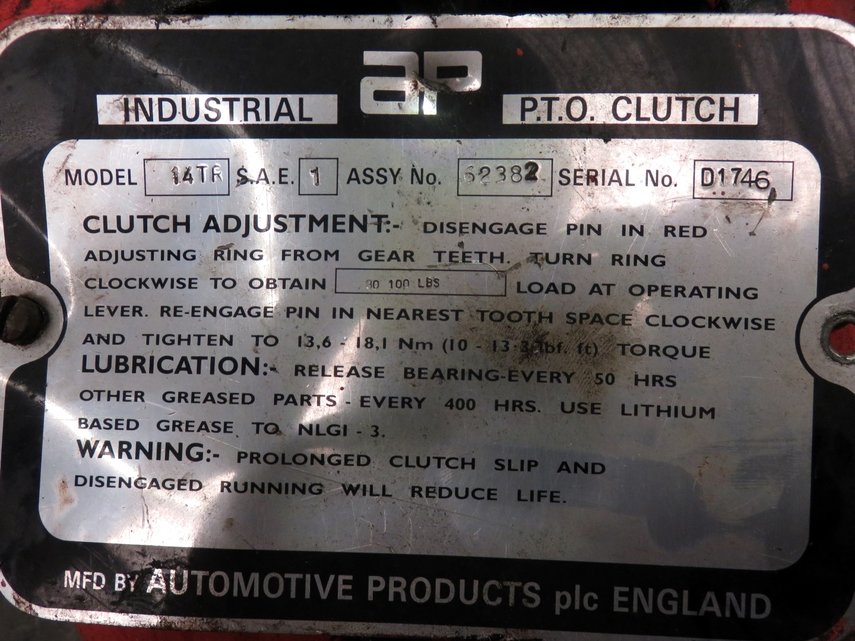 ap
INDUSTRIAL P.T.O. CLUTCH
MODEL 14TR S.A.E. 1 ASSY No. 62382 SERIAL No. D1746
CLUTCH ADJUSTMENT:- DISENGAGE PIN IN RED
ADJUSTING RING FROM GEAR TEETH. TURN RING
CLOCKWISE TO OBTAIN 90 100 LBS LOAD AT OPERATING
LEVER. RE-ENGAGE PIN IN NEAREST TOOTH SPACE CLOCKWISE
AND TIGHTEN TO 13,6 - 18,1 Nm (10 - 13·3 lbf. ft) TORQUE
LUBRICATION:- RELEASE BEARING-EVERY 50 HRS
OTHER GREASED PARTS - EVERY 400 HRS. USE LITHIUM
BASED GREASE TO NLGI - 3.
WARNING:- PROLONGED CLUTCH SLIP AND
DISENGAGED RUNNING WILL REDUCE LIFE.
MFD BY AUTOMOTIVE PRODUCTS plc ENGLAND